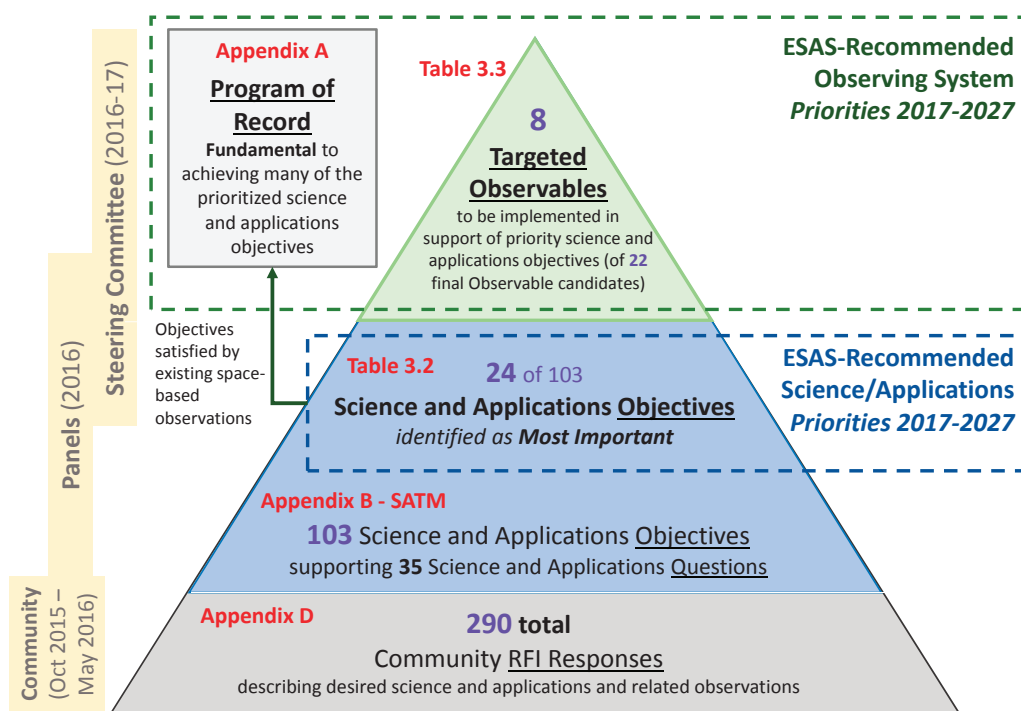 Steering Committee (2016-17)
Panels (2016)
Community
(Oct 2015 –
May 2016)
Appendix A
Program of
Record
Fundamental to
achieving many of the
prioritized science
and applications
objectives
Objectives
satisfied by
existing space-
based
observations
Table 3.3
8
Targeted
Observables
to be implemented in
support of priority science and
applications objectives (of 22
final Observable candidates)
ESAS-Recommended
Observing System
Priorities 2017-2027
Table 3.2
24 of 103
Science and Applications Objectives
identified as Most Important
ESAS-Recommended
Science/Applications
Priorities 2017-2027
Appendix B - SATM
103 Science and Applications Objectives
supporting 35 Science and Applications Questions
Appendix D
290 total
Community RFI Responses
describing desired science and applications and related observations